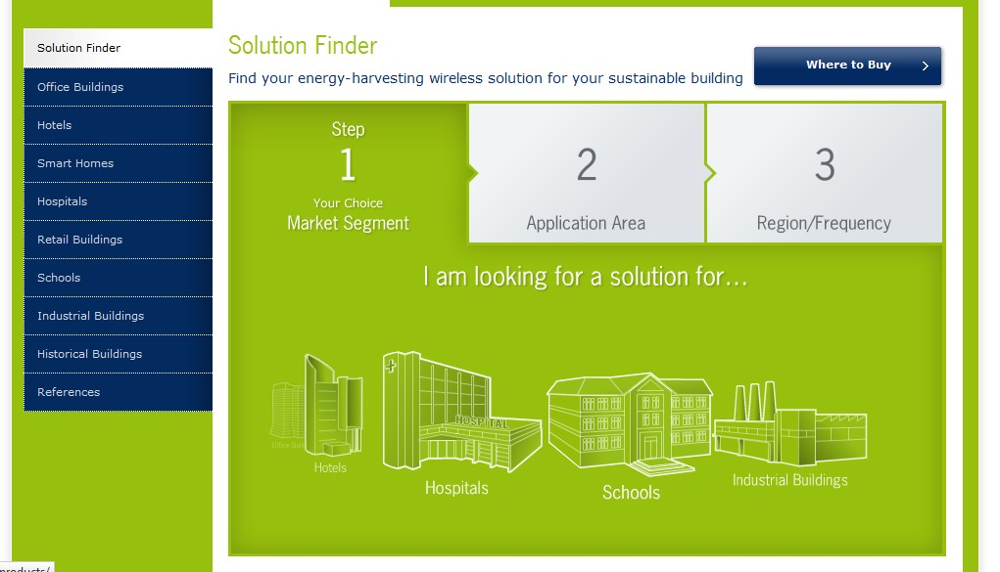 Solution Finder
Office Buildings
Hotels
Smart Homes
Hospitals
Retail Buildings
Schools
Industrial Buildings
Historical Buildings
References
Solution Finder
Find your energy-harvesting wireless solution for your sustainable building
Where to Buy
Step
1
Your Choice
Market Segment
2
Application Area
3
Region/Frequency
I am looking for a solution for...
HOSPITAL
Office
Hotels
Hospitals
Schools
Industrial Buildings
products/